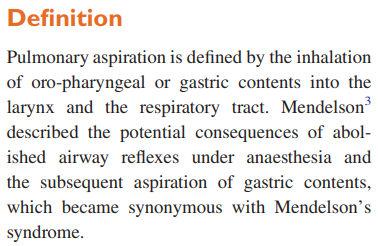 Definition
Pulmonary aspiration is defined by the inhalation
of oro-pharyngeal or gastric contents into the
larynx and the respiratory tract. Mendelson³
described the potential consequences of abol-
ished airway reflexes under anaesthesia and
the subsequent aspiration of gastric contents,
which became synonymous with Mendelson’s
syndrome.